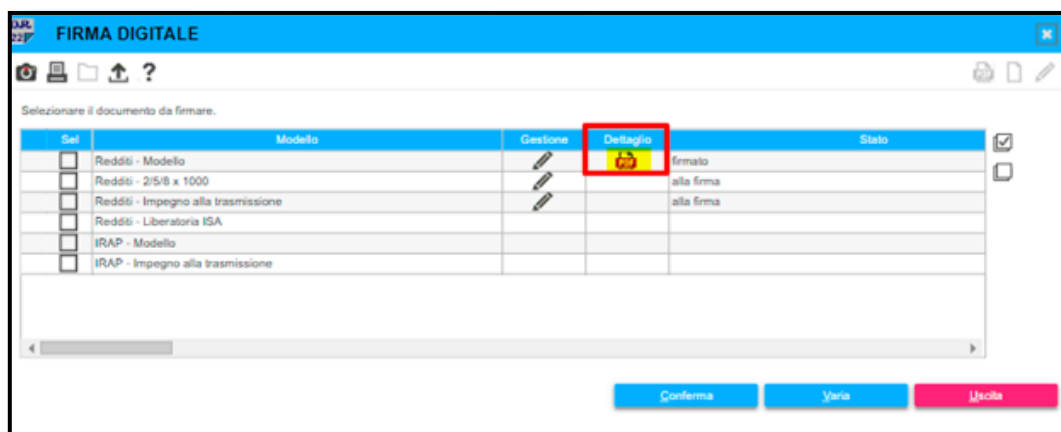 FIRMA DIGITALE
?
Selezionare il documento da firmare.
Sel Modello Gestione Dettaglio Stato
Redditi - Modello PDF firmato
Redditi - 2/5/8 x 1000 alla firma
Redditi - Impegno alla trasmissione alla firma
Redditi - Liberatoria ISA
IRAP - Modello
IRAP - Impegno alla trasmissione
Conferma Varia Uscita